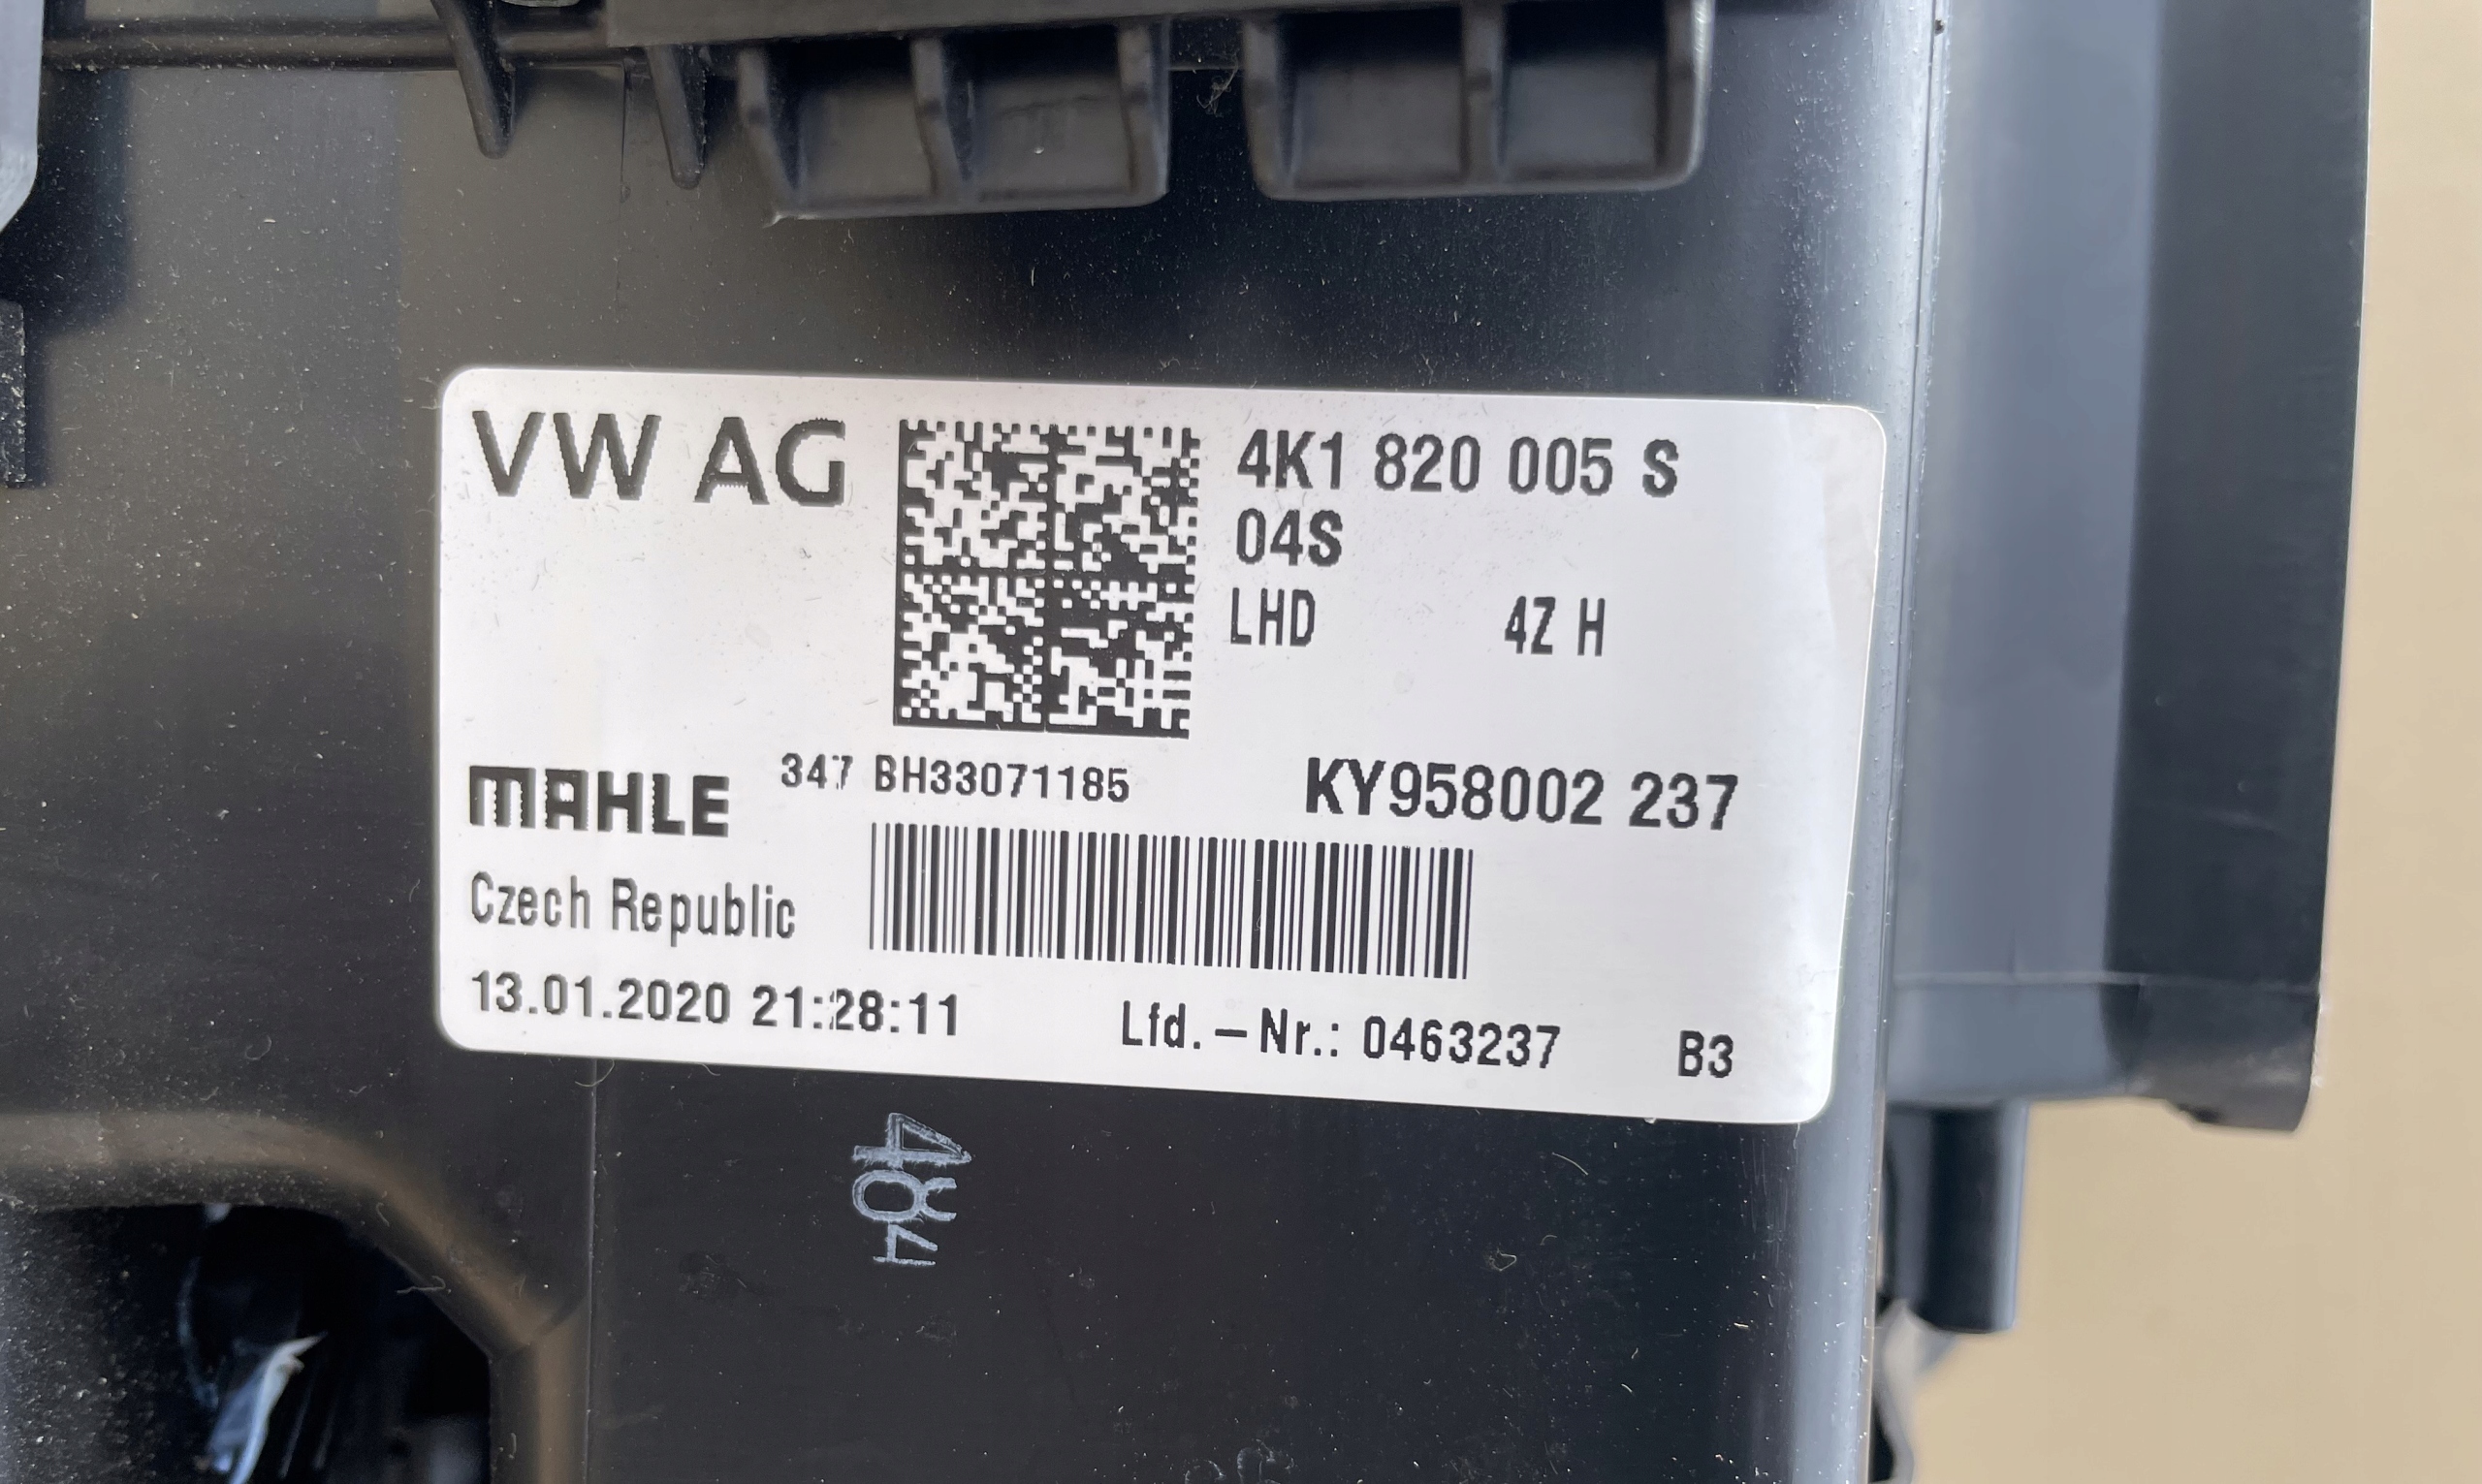 VW AG
4K1 820 005 S
04S
LHD 4Z H
MAHLE 347 BH33071185 KY958002 237
Czech Republic
13.01.2020 21:28:11 Lfd.-Nr.: 0463237 B3
484